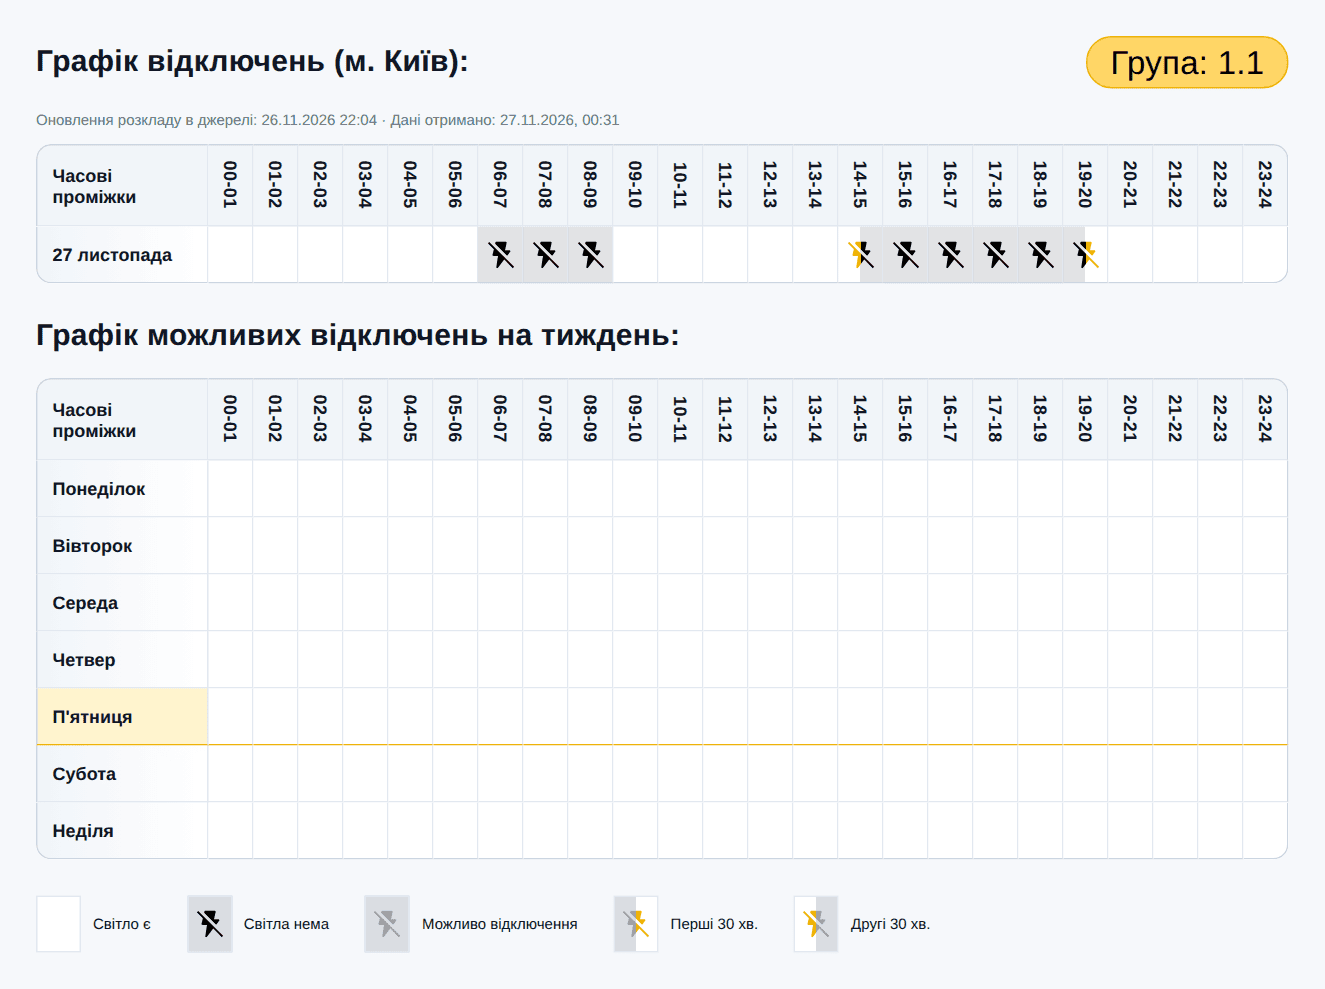 Графік відключень (м. Київ):
Група: 1.1
Оновлення розкладу в джерелі: 26.11.2026 22:04 · Дані отримано: 27.11.2026, 00:31
Часові проміжки 00-01 01-02 02-03 03-04 04-05 05-06 06-07 07-08 08-09 09-10 10-11 11-12 12-13 13-14 14-15 15-16 16-17 17-18 18-19 19-20 20-21 21-22 22-23 23-24
27 листопада
Графік можливих відключень на тиждень:
Часові проміжки 00-01 01-02 02-03 03-04 04-05 05-06 06-07 07-08 08-09 09-10 10-11 11-12 12-13 13-14 14-15 15-16 16-17 17-18 18-19 19-20 20-21 21-22 22-23 23-24
Понеділок
Вівторок
Середа
Четвер
П'ятниця
Субота
Неділя
Світло є Світла нема Можливо відключення Перші 30 хв. Другі 30 хв.